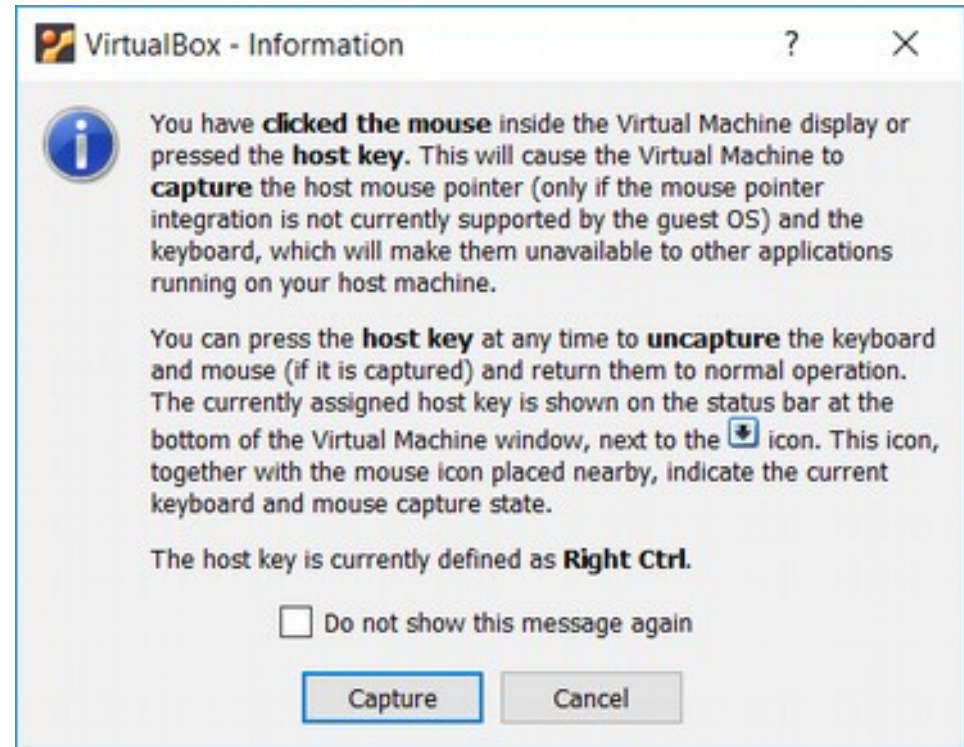 VirtualBox - Information ? ×
You have clicked the mouse inside the Virtual Machine display or
pressed the host key. This will cause the Virtual Machine to
capture the host mouse pointer (only if the mouse pointer
integration is not currently supported by the guest OS) and the
keyboard, which will make them unavailable to other applications
running on your host machine.
You can press the host key at any time to uncapture the keyboard
and mouse (if it is captured) and return them to normal operation.
The currently assigned host key is shown on the status bar at the
bottom of the Virtual Machine window, next to the icon. This icon,
together with the mouse icon placed nearby, indicate the current
keyboard and mouse capture state.
The host key is currently defined as Right Ctrl.
Do not show this message again
Capture Cancel